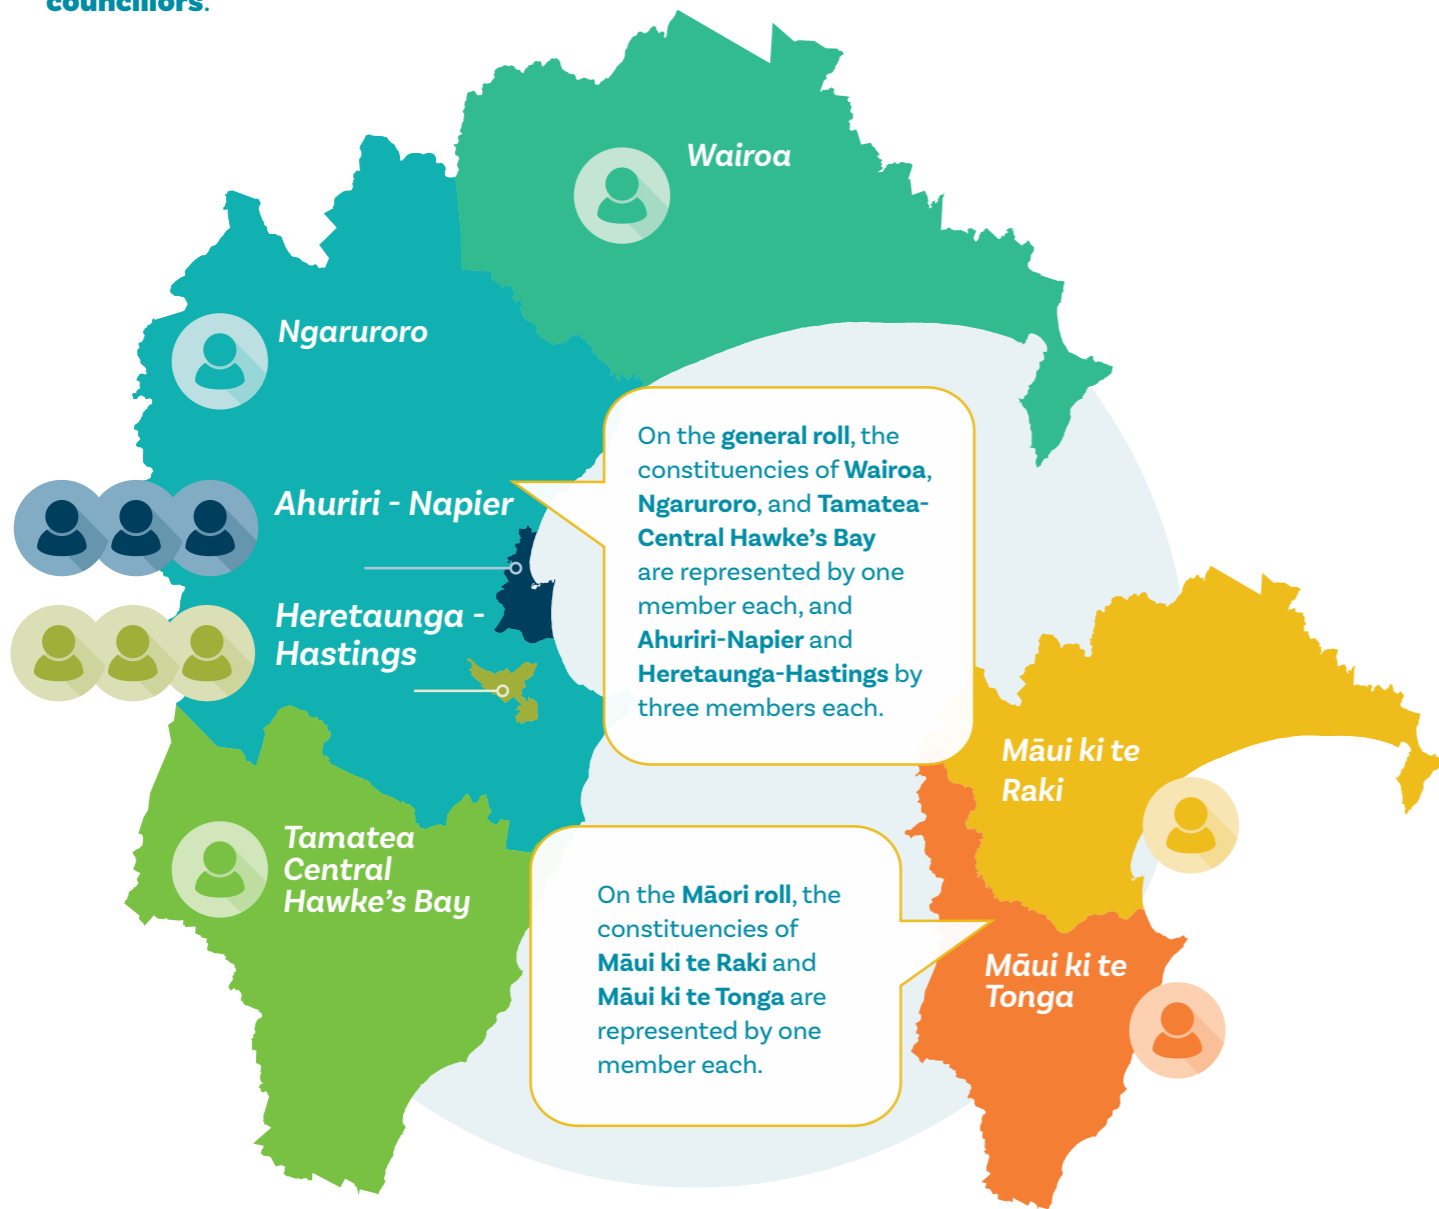 councillors.
Wairoa
Ngaruroro
Ahuriri - Napier
Heretaunga -
Hastings
Tamatea
Central
Hawke's Bay
On the general roll, the
constituencies of Wairoa,
Ngaruroro, and Tamatea-
Central Hawke's Bay
are represented by one
member each, and
Ahuriri-Napier and
Heretaunga-Hastings by
three members each.
Māui ki te
Raki
Māui ki te
Tonga
On the Māori roll, the
constituencies of
Māui ki te Raki and
Māui ki te Tonga are
represented by one
member each.